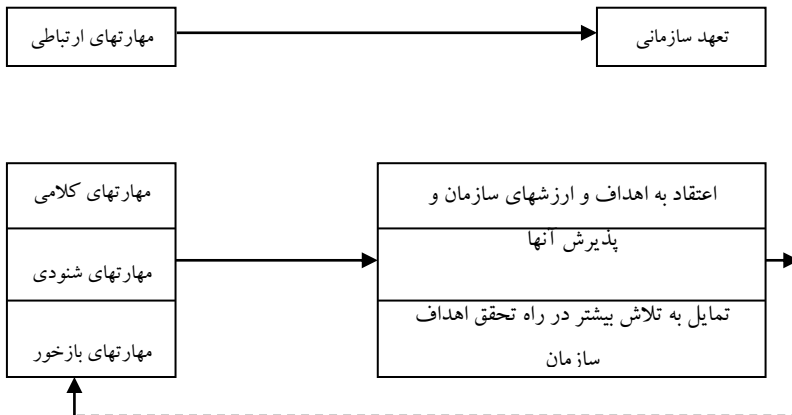 تعهد سازمانی
مهارتهای ارتباطی
مهارتهای کلامی
مهارتهای شنودی
مهارتهای بازخور
اعتقاد به اهداف و ارزشهای سازمان و
پذیرش آنها
تمایل به تلاش بیشتر در راه تحقق اهداف
سازمان